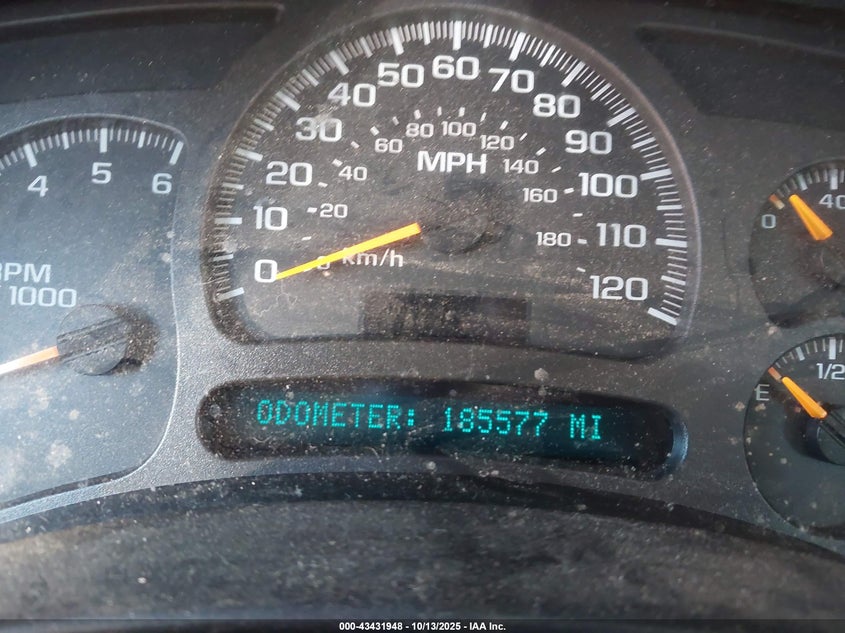 4 5 6
RPM
1000
0 10 20 30 40 50 60 70 80 90 100 110 120
20 40 60 80 100 120 140 160 180
MPH
km/h
0 40
E 1/2
ODOMETER: 185577 MI
000-43431948 - 10/13/2025 - IAA Inc.